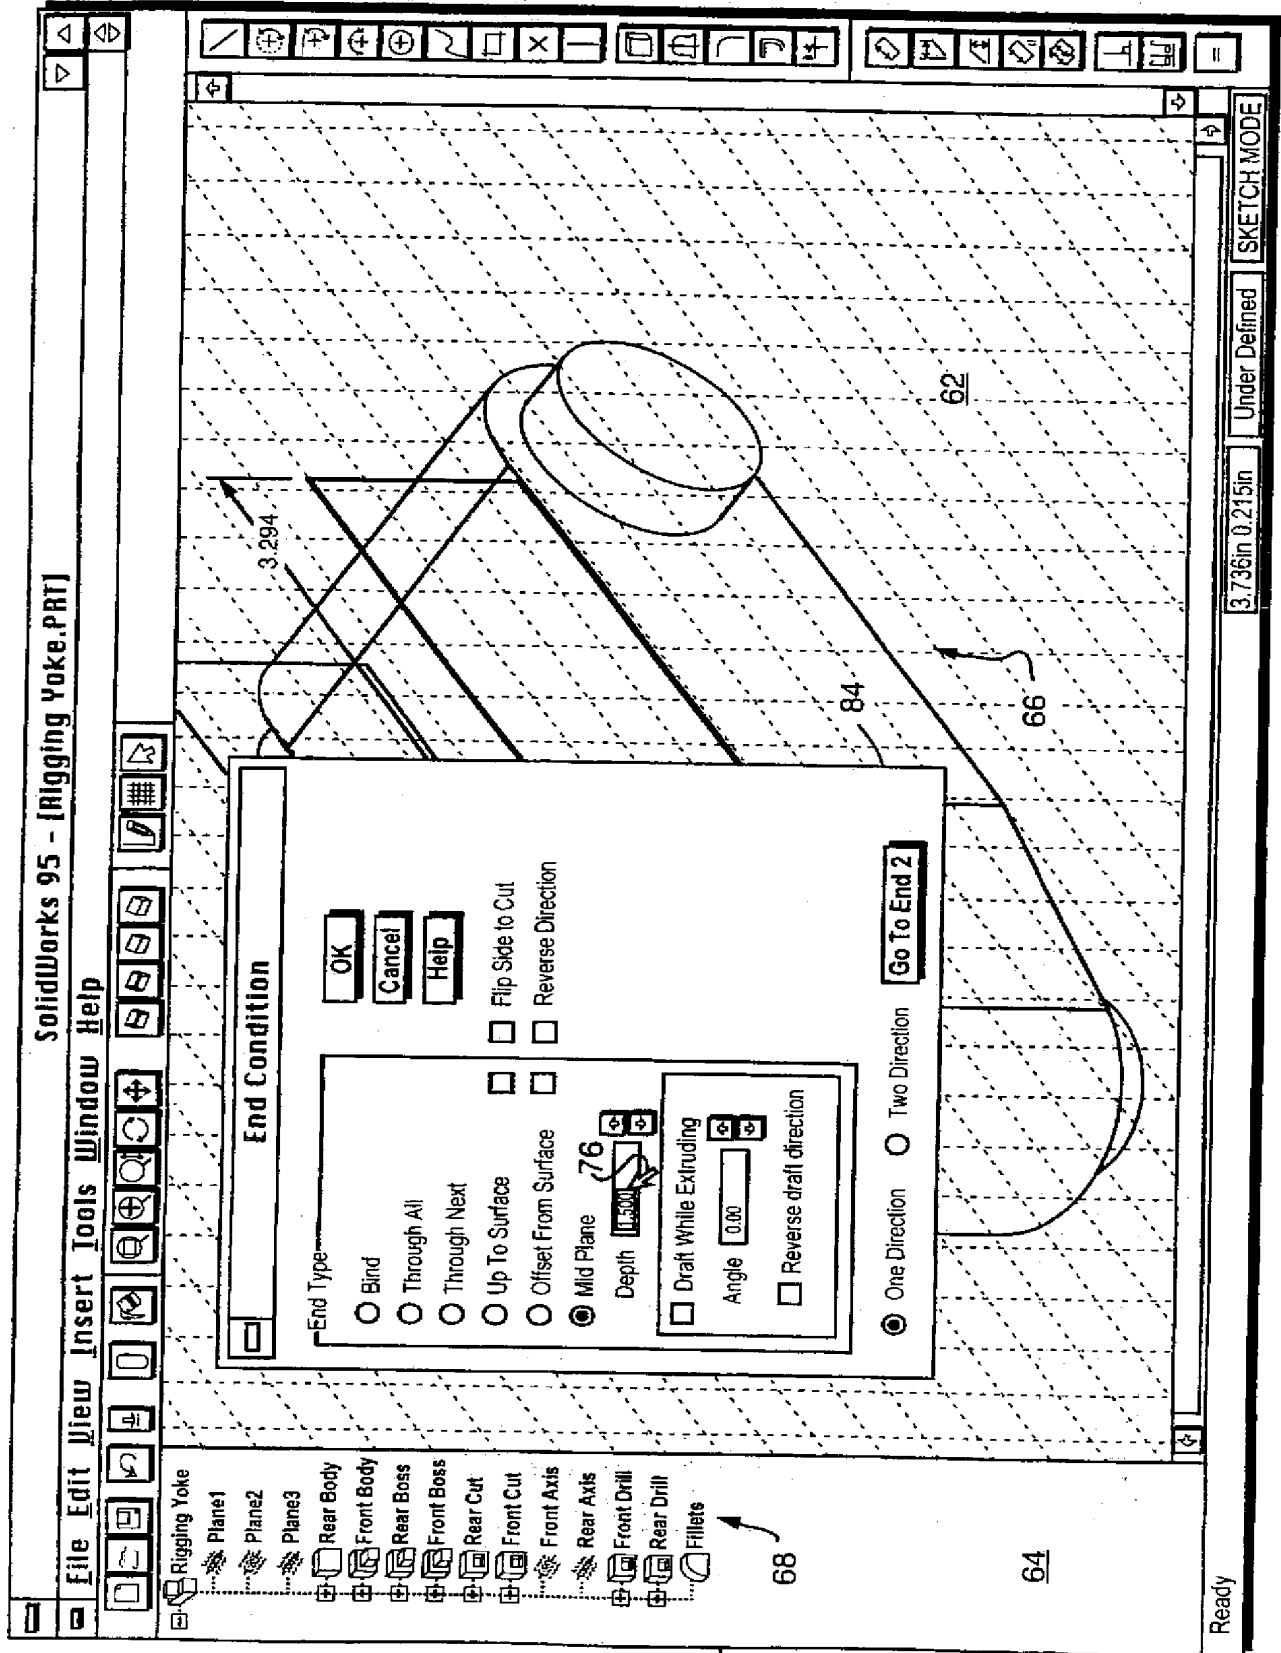 SolidWorks 95 - [Rigging Yoke.PRT]
File Edit View Insert Tools Window Help
Rigging Yoke
Plane1
Plane2
Plane3
Rear Body
Front Body
Rear Boss
Front Boss
Rear Cut
Front Cut
Front Axis
Rear Axis
Front Drill
Rear Drill
Fillets
68
64
End Condition
End Type
Bind
Through All
Through Next
Up To Surface
Offset From Surface
Mid Plane
76
Depth 1.500
Draft While Extruding
Angle 0.00
Reverse draft direction
OK
Cancel
Help
Flip Side to Cut
Reverse Direction
One Direction Two Direction Go To End 2
3.294
84
66
62
Ready 3.736in 0.215in Under Defined SKETCH MODE